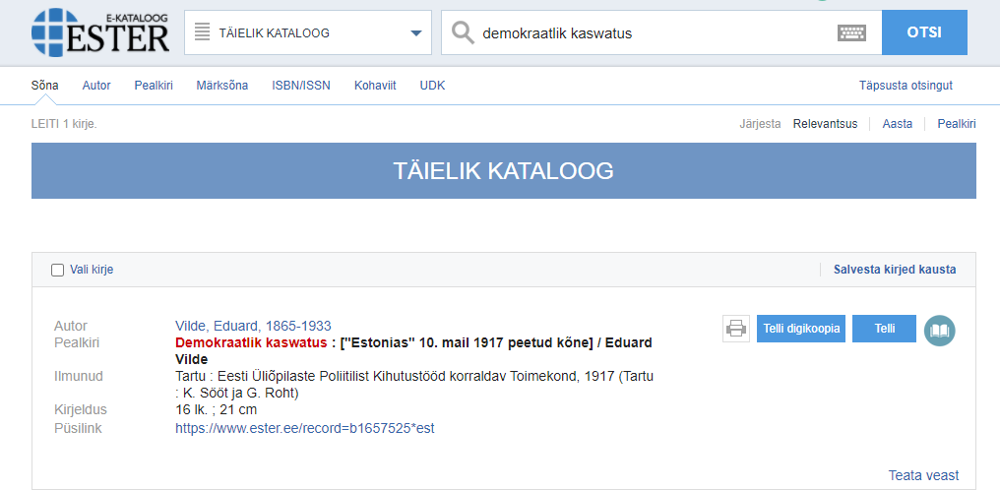 E-KATALOOG
ESTER
TÄIELIK KATALOOG
demokraatlik kaswatus
OTSI
Sõna Autor Pealkiri Märksõna ISBN/ISSN Kohaviit UDK Täpsusta otsingut
LEITI 1 kirje. Järjesta Relevantsus Aasta Pealkiri
TÄIELIK KATALOOG
Vali kirje Salvesta kirjed kausta
Autor Vilde, Eduard, 1865-1933
Telli digikoopia Telli
Pealkiri Demokraatlik kaswatus : ["Estonias" 10. mail 1917 peetud kõne] / Eduard
Vilde
Ilmunud Tartu : Eesti Üliõpilaste Poliitilist Kihutustööd korraldav Toimekond, 1917 (Tartu
: K. Sööt ja G. Roht)
Kirjeldus 16 lk. ; 21 cm
Püsilink https://www.ester.ee/record=b1657525*est
Teata veast